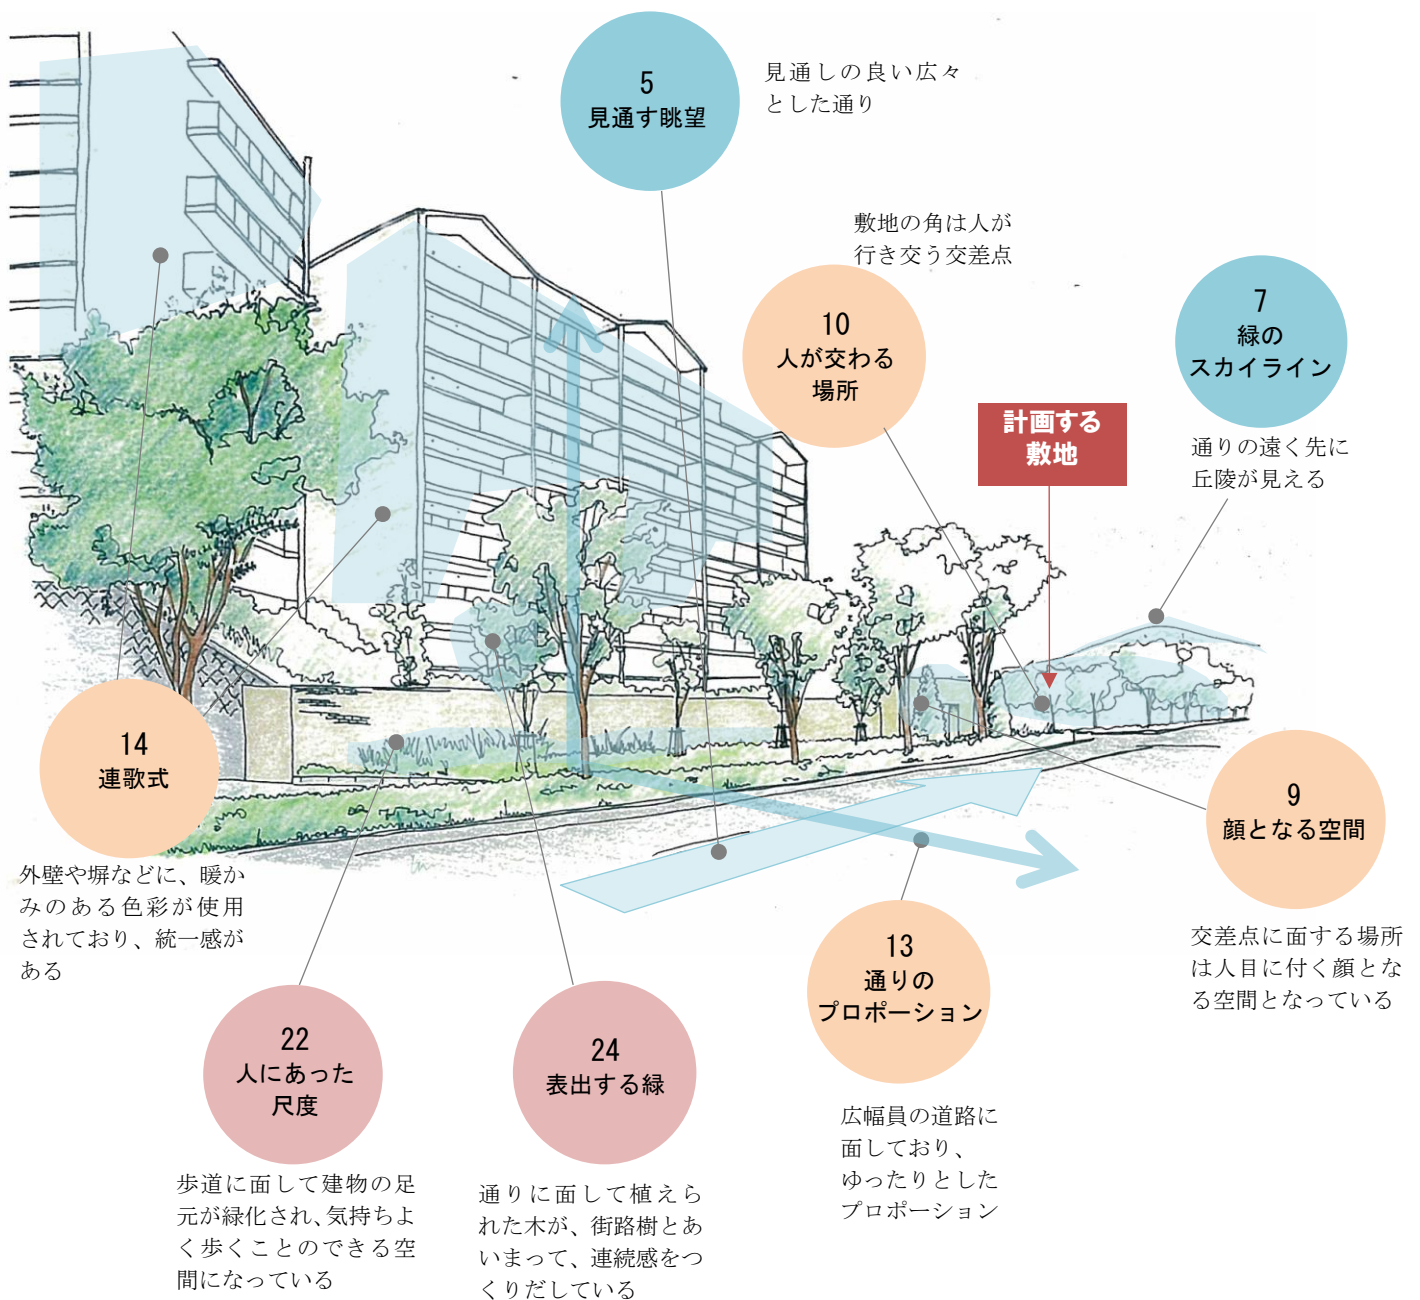 5
見通す眺望
見通しの良い広々
とした通り
敷地の角は人が
行き交う交差点
10
人が交わる
場所
7
緑の
スカイライン
通りの遠く先に
丘陵が見える
計画する
敷地
14
連歌式
外壁や塀などに、暖か
みのある色彩が使用
されており、統一感が
ある
9
顔となる空間
交差点に面する場所
は人目に付く顔とな
る空間となっている
13
通りの
プロポーション
広幅員の道路に
面しており、
ゆったりとした
プロポーション
22
人にあった
尺度
歩道に面して建物の足
元が緑化され、気持ちよ
く歩くことのできる空
間になっている
24
表出する緑
通りに面して植えら
れた木が、街路樹とあ
いまって、連続感をつ
くりだしている